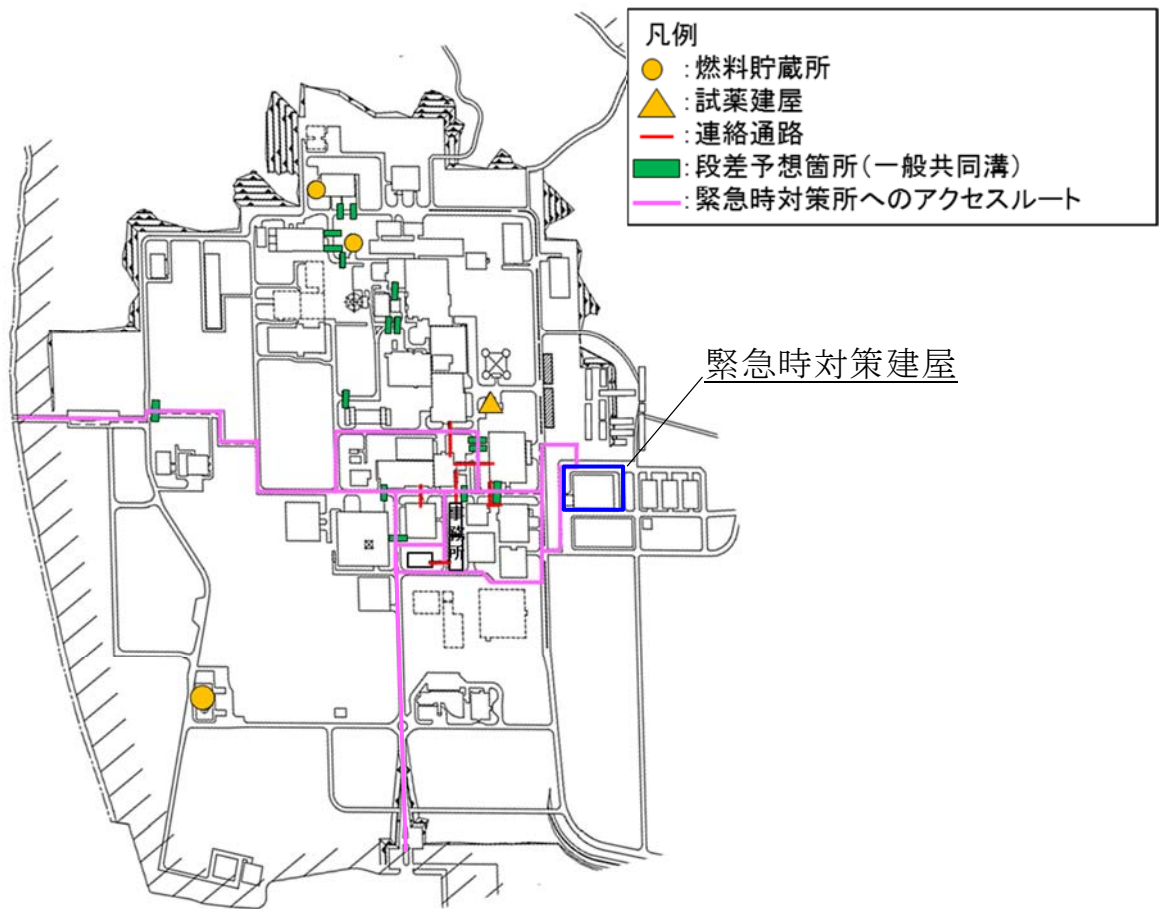 凡例
：燃料貯蔵所
：試薬建屋
：連絡通路
：段差予想箇所（一般共同溝）
：緊急時対策所へのアクセスルート
緊急時対策建屋
事務所